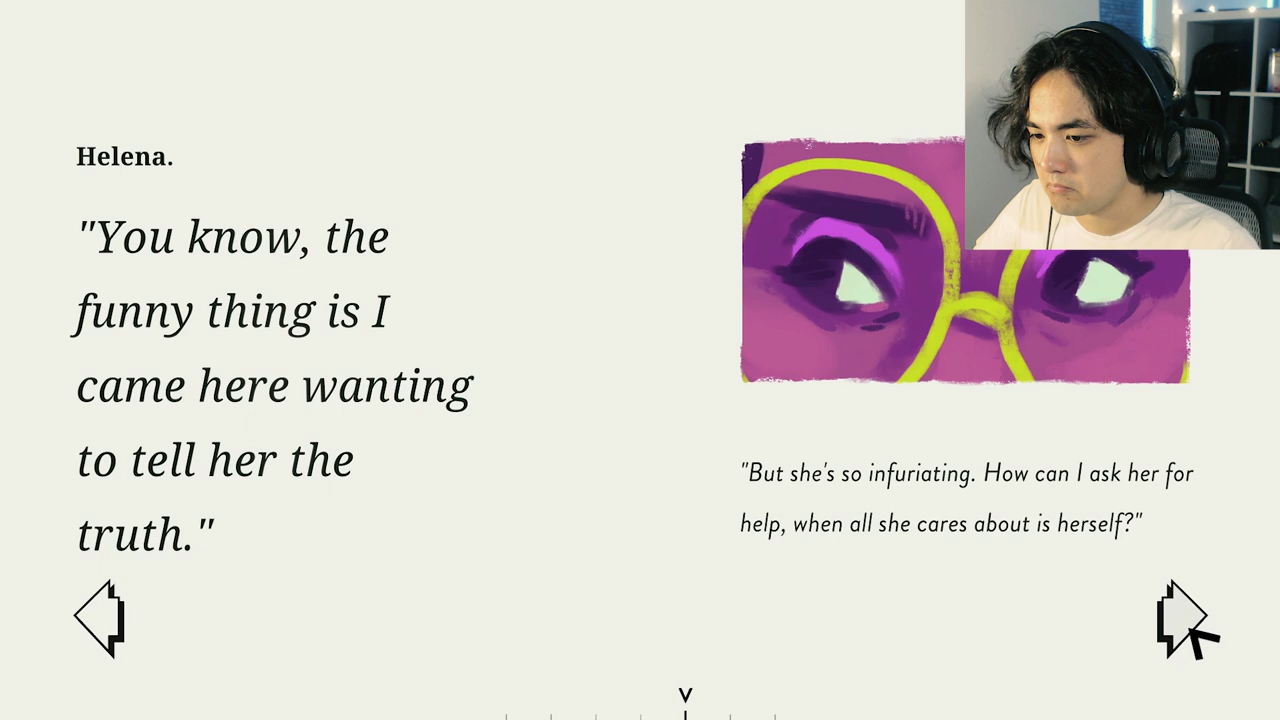 Helena.
"You know, the
funny thing is I
came here wanting
to tell her the
truth."
"But she's so infuriating. How can I ask her for
help, when all she cares about is herself?"